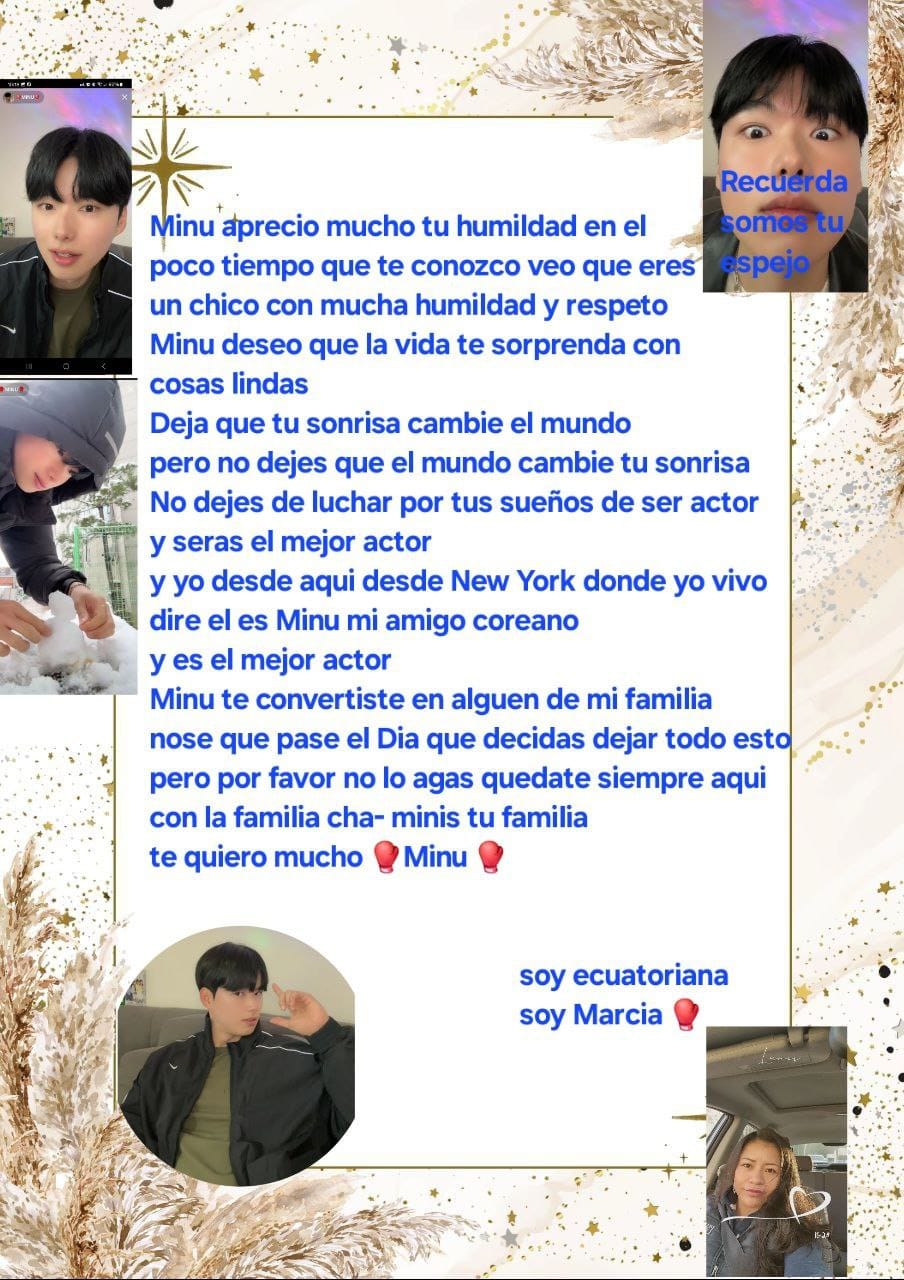 MINU
Recuerda
somos tu
espejo
Minu aprecio mucho tu humildad en el
poco tiempo que te conozco veo que eres
un chico con mucha humildad y respeto
Minu deseo que la vida te sorprenda con
cosas lindas
Deja que tu sonrisa cambie el mundo
pero no dejes que el mundo cambie tu sonrisa
No dejes de luchar por tus sueños de ser actor
y seras el mejor actor
y yo desde aqui desde New York donde yo vivo
dire el es Minu mi amigo coreano
y es el mejor actor
Minu te convertiste en alguen de mi familia
nose que pase el Dia que decidas dejar todo esto
pero por favor no lo agas quedate siempre aqui
con la familia cha- minis tu familia
te quiero mucho 🥊Minu 🥊
MINU
soy ecuatoriana
soy Marcia 🥊